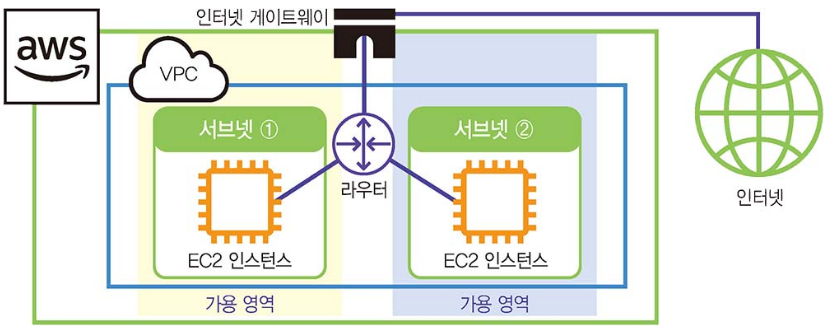 인터넷 게이트웨이
aws
VPC
서브넷 ①
서브넷 ②
라우터
인터넷
EC2 인스턴스
EC2 인스턴스
가용 영역
가용 영역